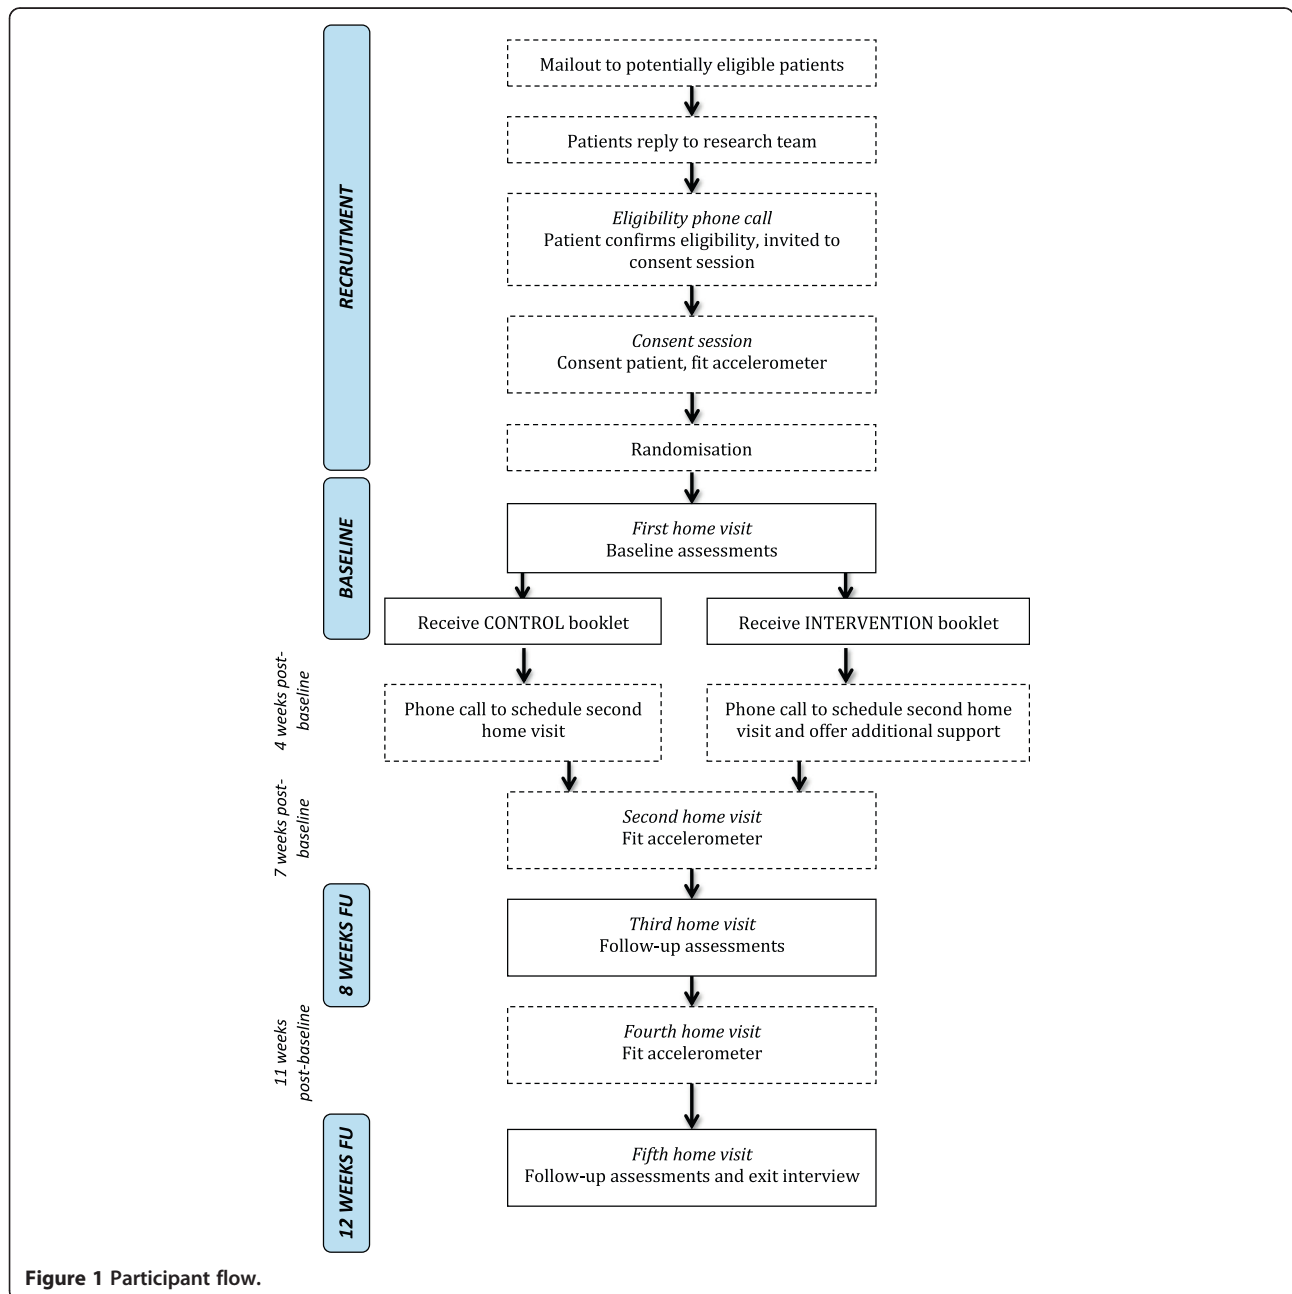 RECRUITMENT
Mailout to potentially eligible patients
Patients reply to research team
Eligibility phone call
Patient confirms eligibility, invited to
consent session
Consent session
Consent patient, fit accelerometer
Randomisation
BASELINE
First home visit
Baseline assessments
Receive CONTROL booklet
Receive INTERVENTION booklet
4 weeks post-
baseline
Phone call to schedule second
home visit
Phone call to schedule second home
visit and offer additional support
7 weeks post-
baseline
Second home visit
Fit accelerometer
8 WEEKS FU
Third home visit
Follow-up assessments
11 weeks
post-baseline
Fourth home visit
Fit accelerometer
12 WEEKS FU
Fifth home visit
Follow-up assessments and exit interview
Figure 1 Participant flow.